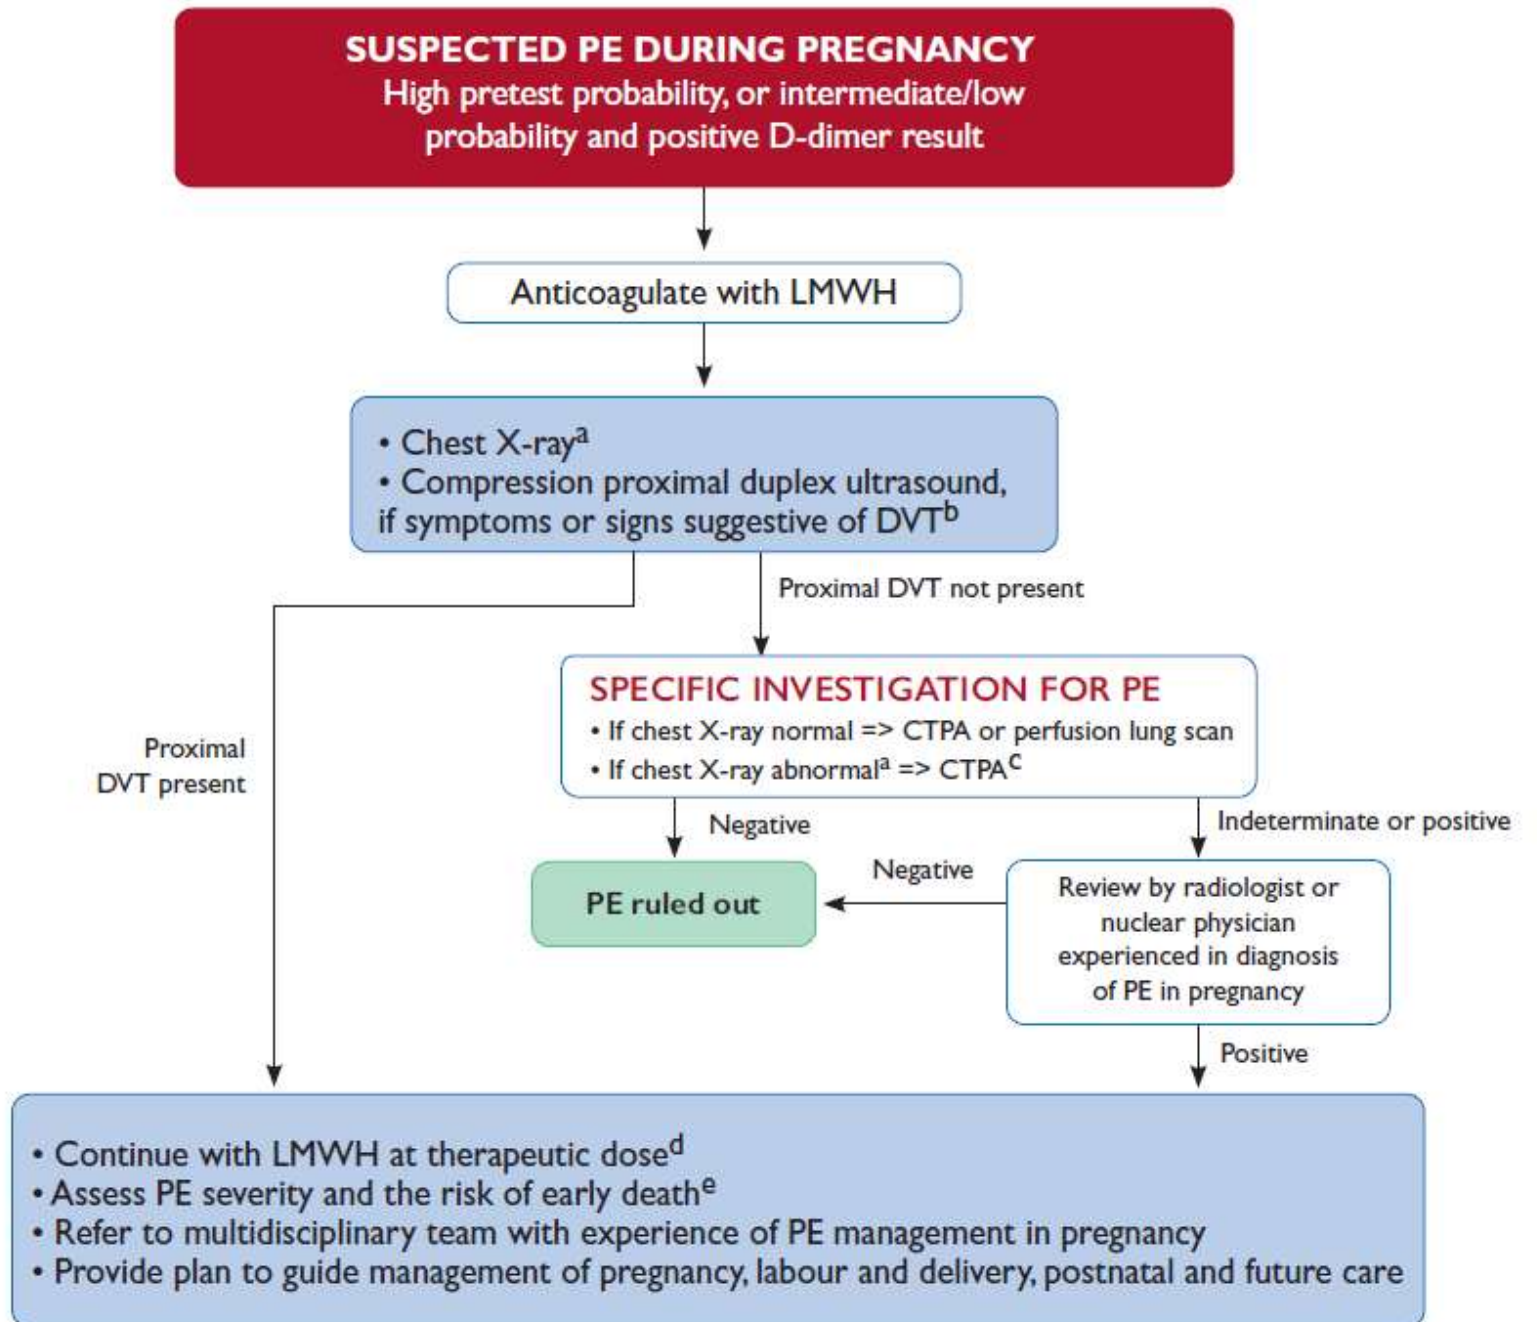 SUSPECTED PE DURING PREGNANCY
High pretest probability, or intermediate/low
probability and positive D-dimer result
Anticoagulate with LMWH
• Chest X-rayᵃ
• Compression proximal duplex ultrasound,
if symptoms or signs suggestive of DVTᵇ
Proximal DVT not present
SPECIFIC INVESTIGATION FOR PE
• If chest X-ray normal => CTPA or perfusion lung scan
• If chest X-ray abnormalᵃ => CTPAᶜ
Proximal
DVT present
Negative
Indeterminate or positive
PE ruled out
Negative
Review by radiologist or
nuclear physician
experienced in diagnosis
of PE in pregnancy
Positive
• Continue with LMWH at therapeutic doseᵈ
• Assess PE severity and the risk of early deathᵉ
• Refer to multidisciplinary team with experience of PE management in pregnancy
• Provide plan to guide management of pregnancy, labour and delivery, postnatal and future care